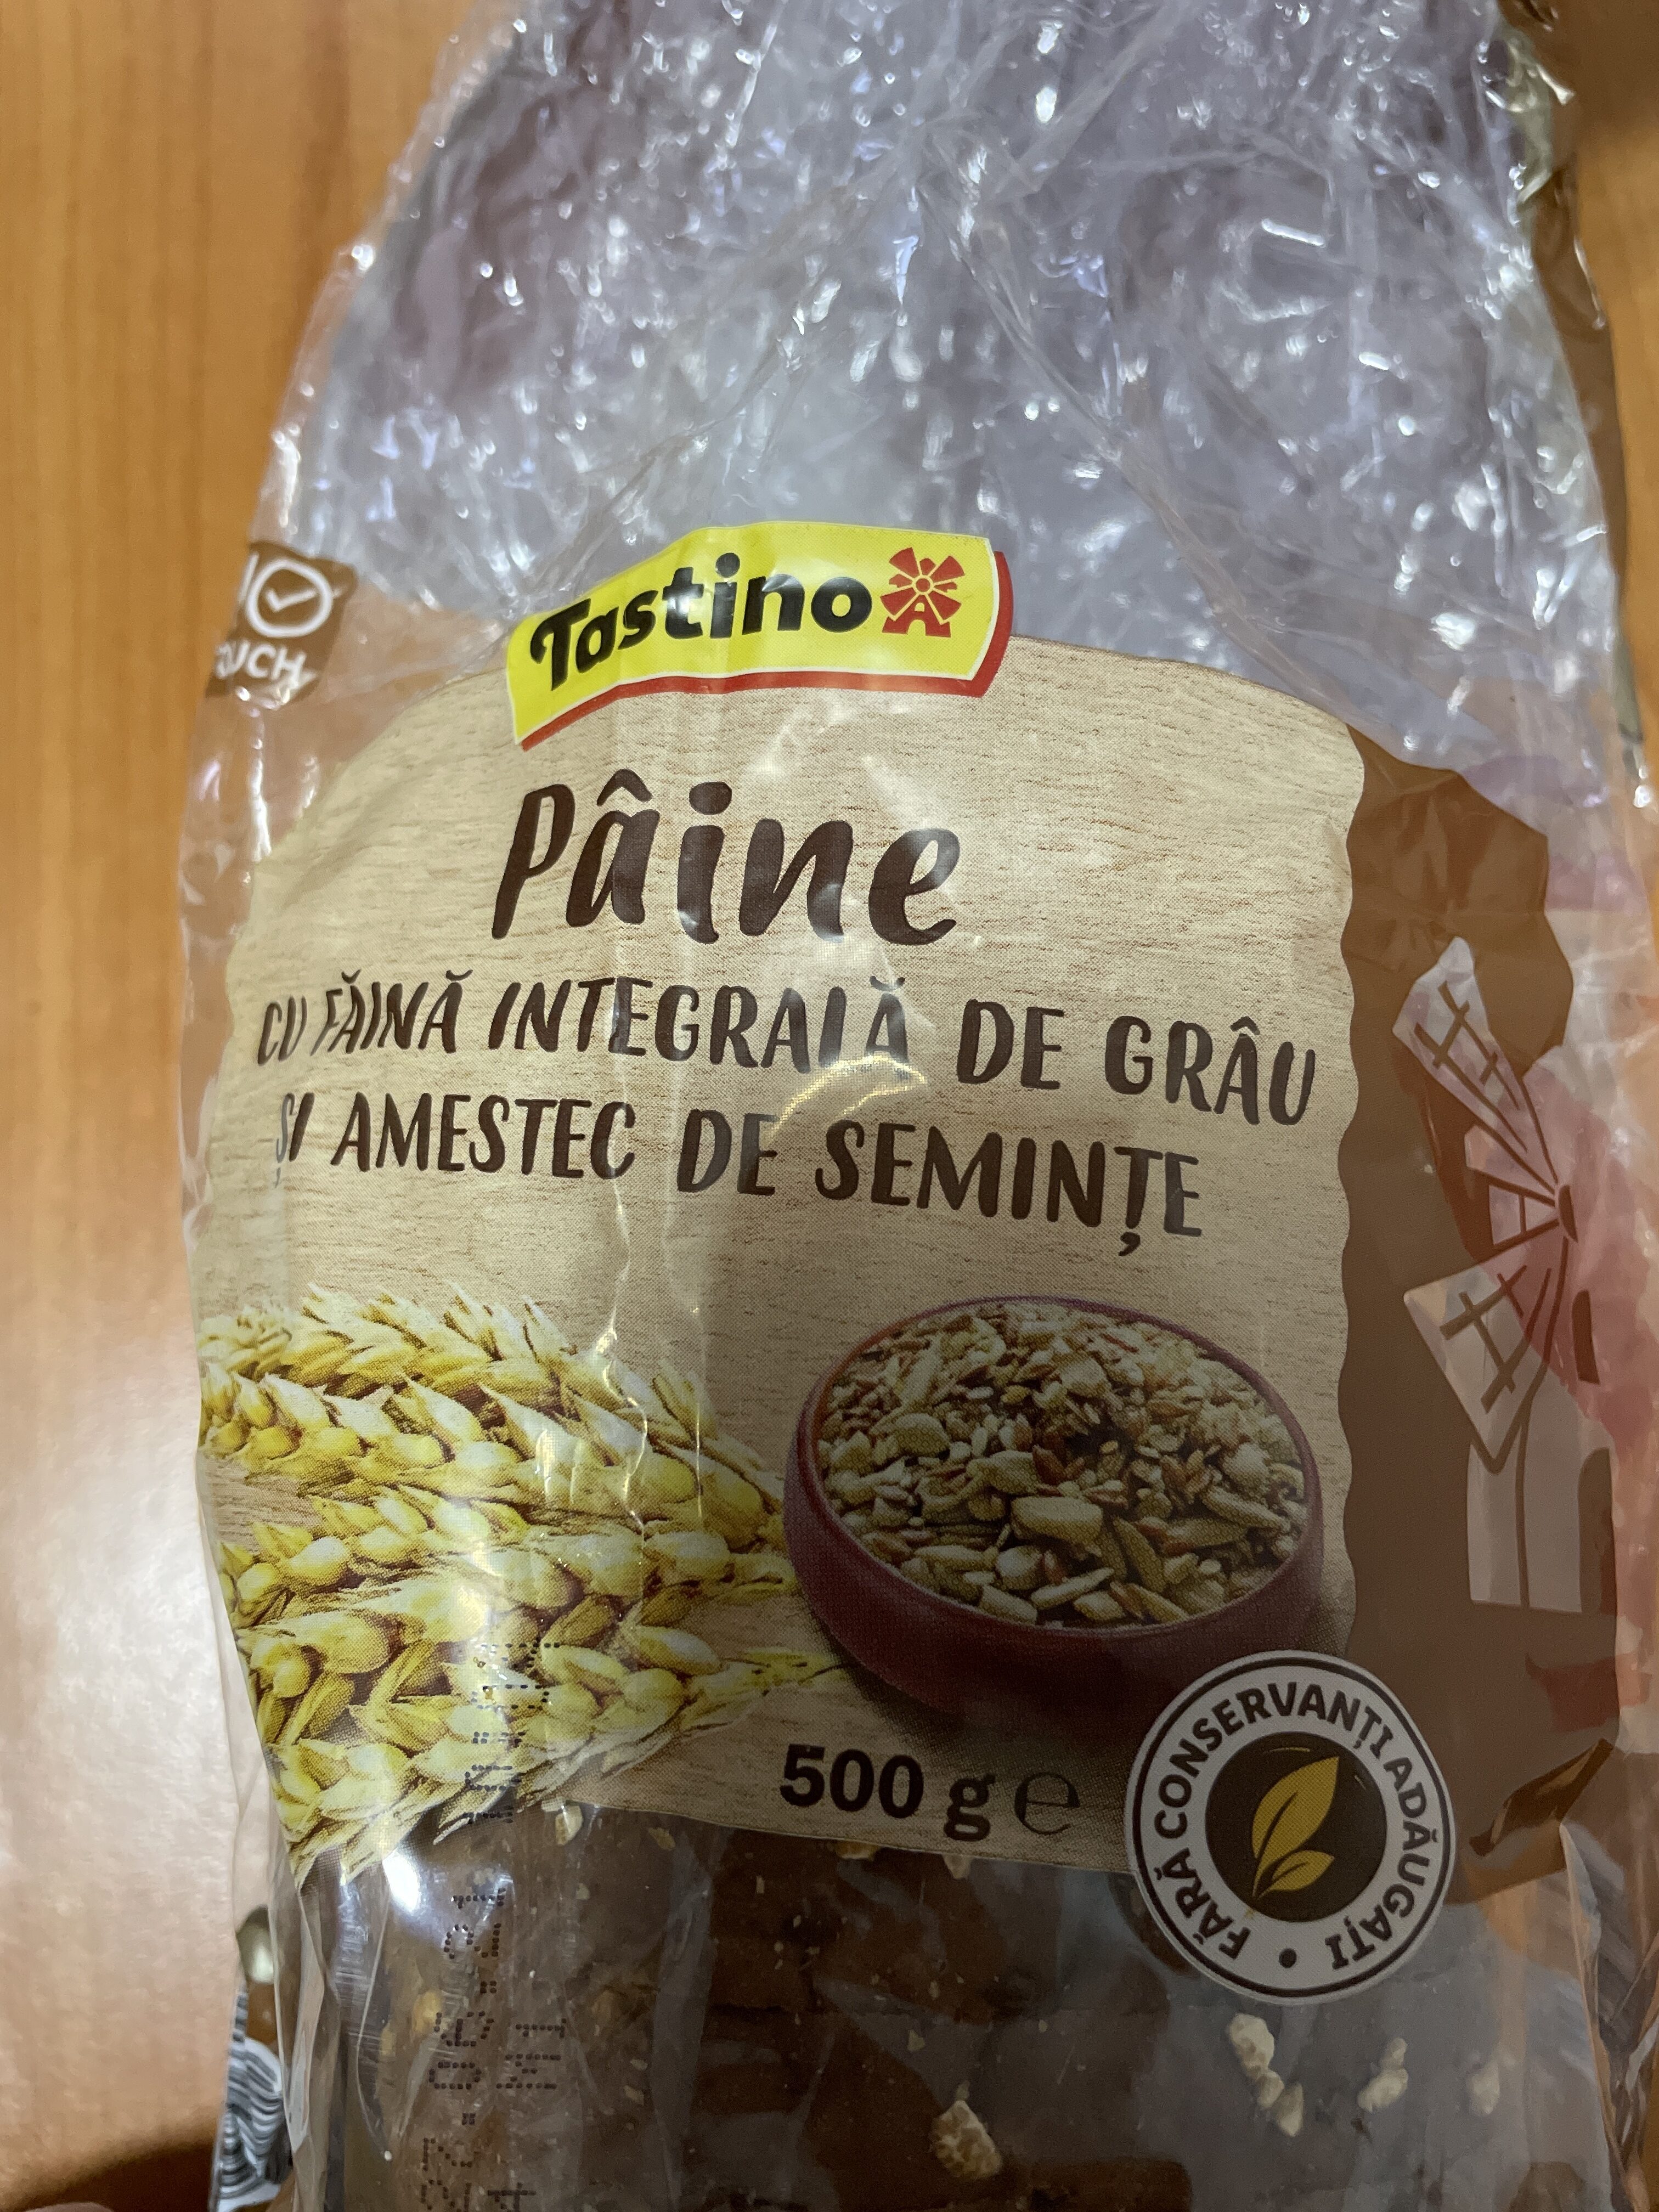 Tastino
Pâine
CU FĂINĂ INTEGRALĂ DE GRÂU
ȘI AMESTEC DE SEMINȚE
500 g ℮
FĂRĂ CONSERVANȚI ADĂUGAȚI •